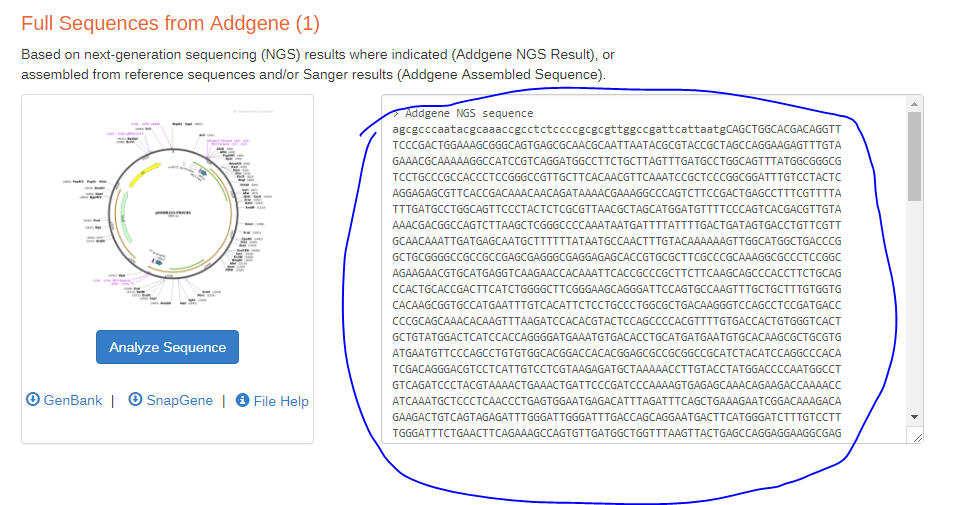 Full Sequences from Addgene (1)
Based on next-generation sequencing (NGS) results where indicated (Addgene NGS Result), or
assembled from reference sequences and/or Sanger results (Addgene Assembled Sequence).
Analyze Sequence
GenBank | SnapGene | File Help
> Addgene NGS sequence
agcgcccaatacgcaaaccgcctctccccgcgcgttggccgattcattaatgCAGCTGGCACGACAGGTT
TCCCGACTGGAAAGCGGGCAGTGAGCGCAACGCAATTAATACGCGTACCGCTAGCCAGGAAGAGTTTGTA
GAAACGCAAAAAGGCCATCCGTCAGGATGGCCTTCTGCTTAGTTTGATGCCTGGCAGTTTATGGCGGGCG
TCCTGCCCGCCACCCTCCGGGCCGTTGCTTCACAACGTTCAAATCCGCTCCCGGCGGATTTGTCCTACTC
AGGAGAGCGTTCACCGACAAACAACAGATAAAACGAAAGGCCCAGTCTTCCGACTGAGCCTTTCGTTTTA
TTTGATGCCTGGCAGTTCCCTACTCTCGCGTTAACGCTAGCATGGATGTTTTCCCAGTCACGACGTTGTA
AAACGACGGCCAGTCTTAAGCTCGGGCCCCAAATAATGATTTTATTTTGACTGATAGTGACCTGTTCGTT
GCAACAAATTGATGAGCAATGCTTTTTTATAATGCCAACTTTGTACAAAAAAGTTGGCATGGCTGACCCG
GCTGCGGGGCCGCCGCCGAGCGAGGGCGAGGAGAGCACCGTGCGCTTCGCCCGCAAAGGCGCCCTCCGGC
AGAAGAACGTGCATGAGGTCAAGAACCACAAATTCACCGCCCGCTTCTTCAAGCAGCCCACCTTCTGCAG
CCACTGCACCGACTTCATCTGGGGCTTCGGGAAGCAGGGATTCCAGTGCCAAGTTTGCTGCTTTGTGGTG
CACAAGCGGTGCCATGAATTTGTCACATTCTCCTGCCCTGGCGCTGACAAGGGTCCAGCCTCCGATGACC
CCCGCAGCAAACACAAGTTTAAGATCCACACGTACTCCAGCCCCACGTTTTGTGACCACTGTGGGTCACT
GCTGTATGGACTCATCCACCAGGGGATGAAATGTGACACCTGCATGATGAATGTGCACAAGCGCTGCGTG
ATGAATGTTCCCAGCCTGTGTGGCACGGACCACACGGAGCGCCGCGGCCGCATCTACATCCAGGCCCACA
TCGACAGGGACGTCCTCATTGTCCTCGTAAGAGATGCTAAAAACCTTGTACCTATGGACCCCAATGGCCT
GTCAGATCCCTACGTAAAACTGAAACTGATTCCCGATCCCAAAAGTGAGAGCAAACAGAAGACCAAAACC
ATCAAATGCTCCCTCAACCCTGAGTGGAATGAGACATTTAGATTTCAGCTGAAAGAATCGGACAAAGACA
GAAGACTGTCAGTAGAGATTTGGGATTGGGATTTGACCAGCAGGAATGACTTCATGGGATCTTTGTCCTT
TGGGATTTCTGAACTTCAGAAAGCCAGTGTTGATGGCTGGTTTAAGTTACTGAGCCAGGAGGAAGGCGAG